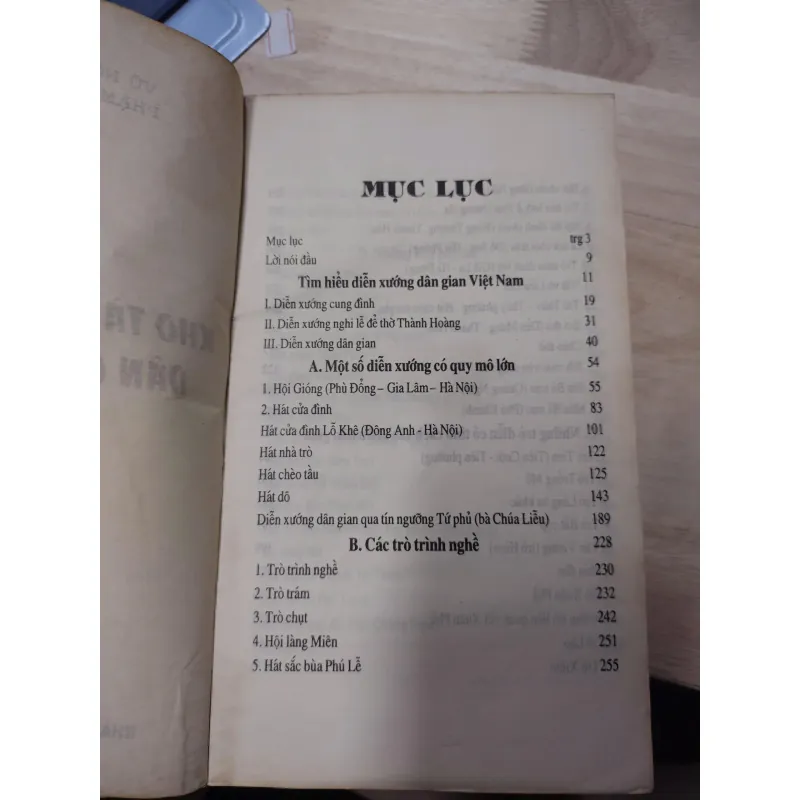 MỤC LỤC
Mục lục trg 3
Lời nói đầu 9
Tìm hiểu diễn xướng dân gian Việt Nam 11
I. Diễn xướng cung đình 19
II. Diễn xướng nghi lễ để thờ Thành Hoàng 31
III. Diễn xướng dân gian 40
A. Một số diễn xướng có quy mô lớn 54
1. Hội Gióng (Phù Đổng – Gia Lâm – Hà Nội) 55
2. Hát cửa đình 83
Hát cửa đình Lỗ Khê (Đông Anh - Hà Nội) 101
Hát nhà trò 122
Hát chèo tầu 125
Hát dô 143
Diễn xướng dân gian qua tín ngưỡng Tứ phủ (bà Chúa Liễu) 189
B. Các trò trình nghề 228
1. Trò trình nghề 230
2. Trò trám 232
3. Trò chụt 242
4. Hội làng Miên 251
5. Hát sắc bùa Phú Lễ 255